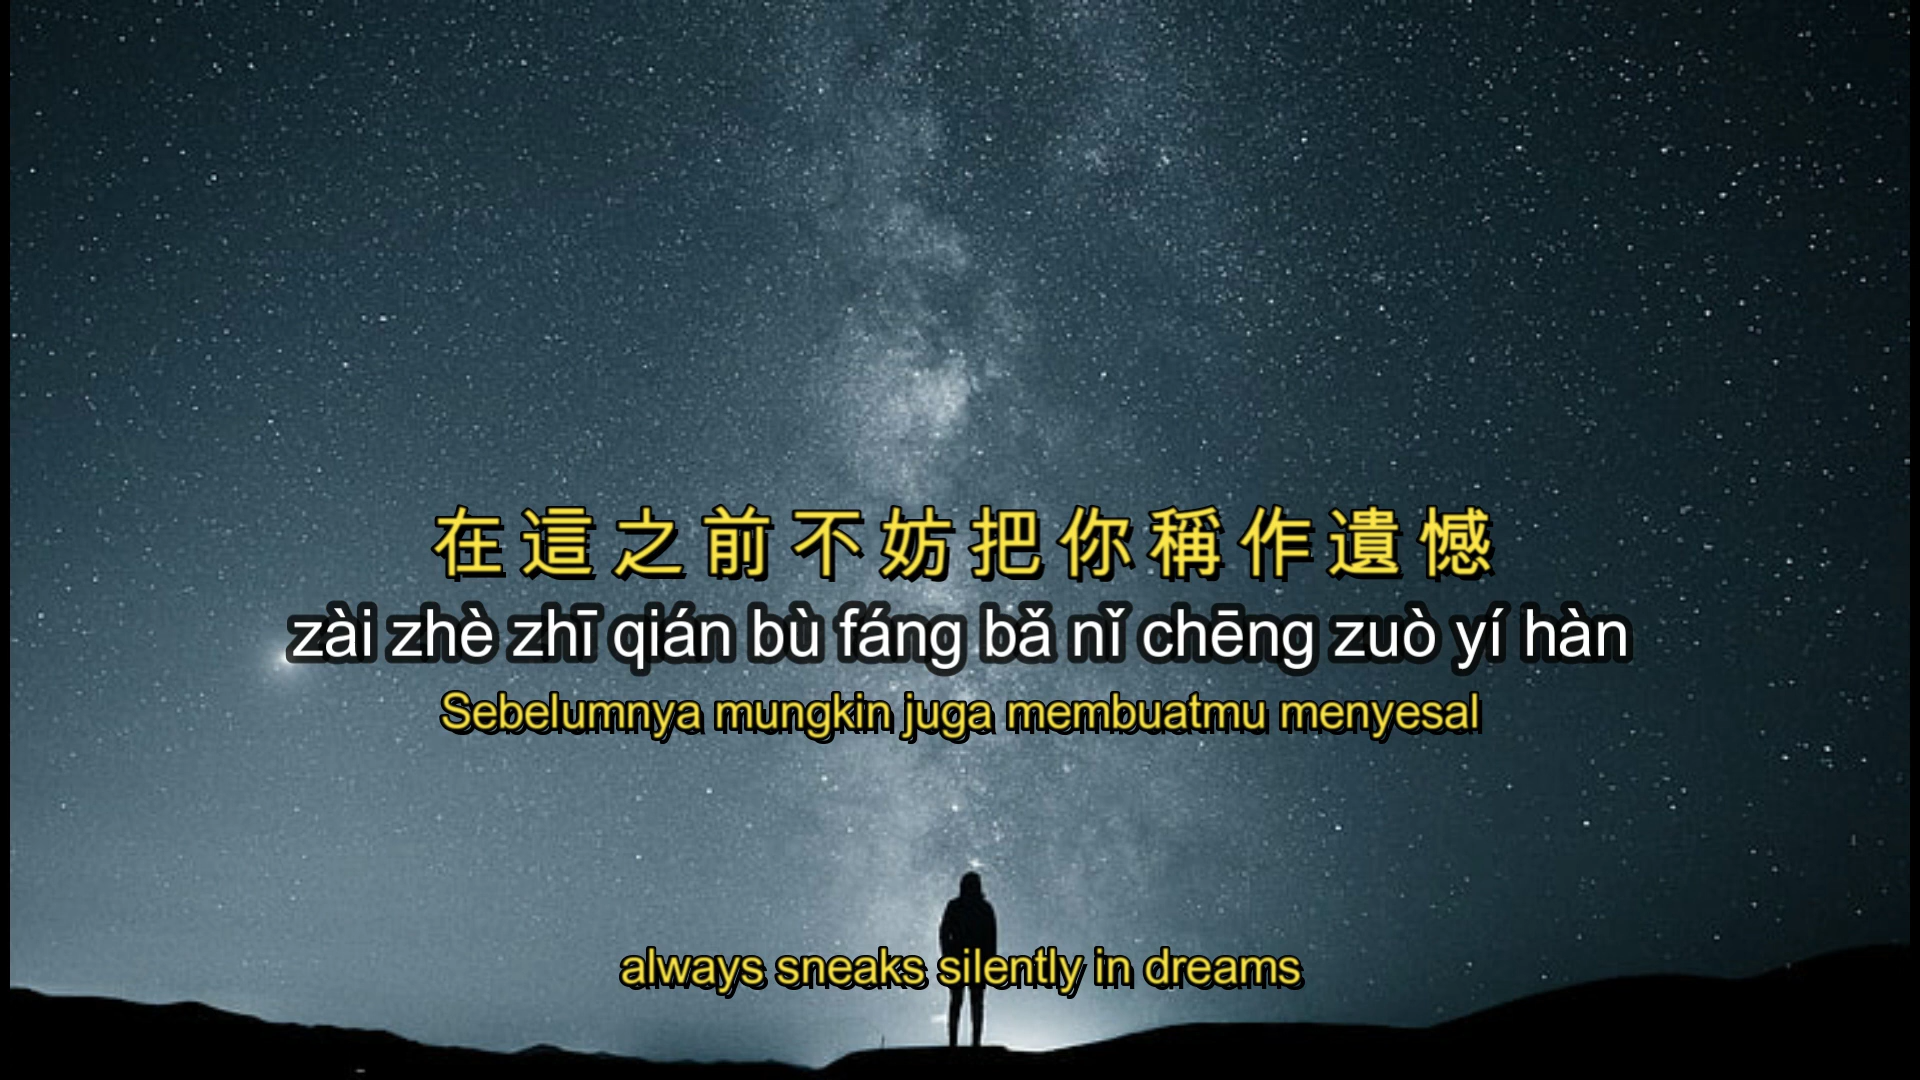 在這之前不妨把你稱作遺憾
zài zhè zhī qián bù fáng bǎ nǐ chēng zuò yí hàn
Sebelumnya mungkin juga membuatmu menyesal
always sneaks silently in dreams